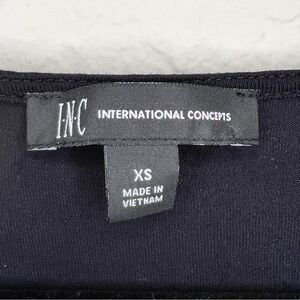 I·N·C INTERNATIONAL CONCEPTS
XS
MADE IN
VIETNAM